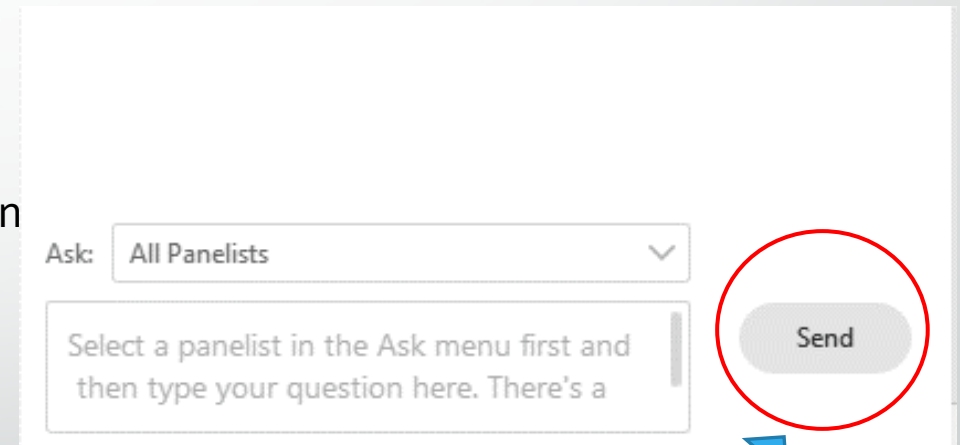 n
Ask: All Panelists
Select a panelist in the Ask menu first and
then type your question here. There's a
Send